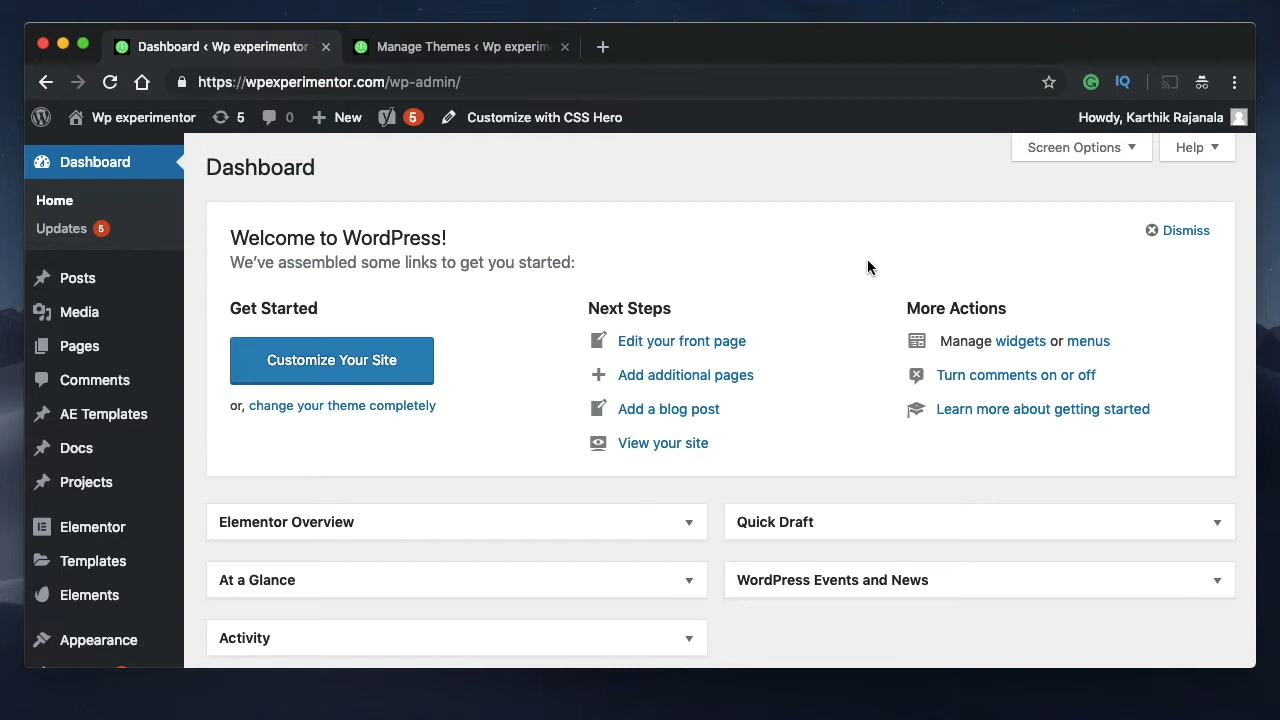 Dashboard ‹ Wp experimentor
Manage Themes ‹ Wp experim
https://wpexperimentor.com/wp-admin/
IQ
Wp experimentor 5 0 New 5 Customize with CSS Hero Howdy, Karthik Rajanala
Dashboard
Home
Updates 5
Posts
Media
Pages
Comments
AE Templates
Docs
Projects
Elementor
Templates
Elements
Appearance
Screen Options
Help
Dashboard
Welcome to WordPress!
We've assembled some links to get you started:
Dismiss
Get Started
Customize Your Site
or, change your theme completely
Next Steps
Edit your front page
Add additional pages
Add a blog post
View your site
More Actions
Manage widgets or menus
Turn comments on or off
Learn more about getting started
Elementor Overview
At a Glance
Activity
Quick Draft
WordPress Events and News